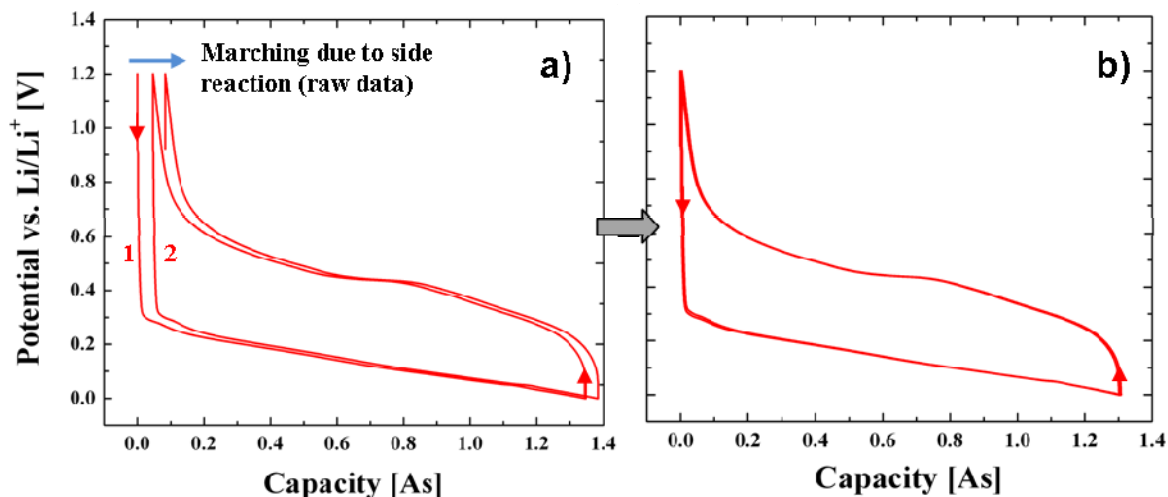 Marching due to side
reaction (raw data)
a)
b)
1
2
Potential vs. Li/Li+ [V]
1.4
1.2
1.0
0.8
0.6
0.4
0.2
0.0
0.0 0.2 0.4 0.6 0.8 1.0 1.2 1.4
Capacity [As]
0.0 0.2 0.4 0.6 0.8 1.0 1.2 1.4
Capacity [As]